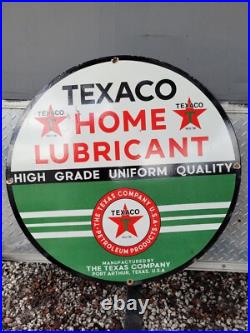 TEXACO
TEXACO
TEXACO
HOME
LUBRICANT
HIGH GRADE UNIFORM QUALITY
THE TEXAS COMPANY U.S.A.
TEXACO
PETROLEUM PRODUCTS
MANUFACTURED BY
THE TEXAS COMPANY
PORT ARTHUR, TEXAS, U.S.A.